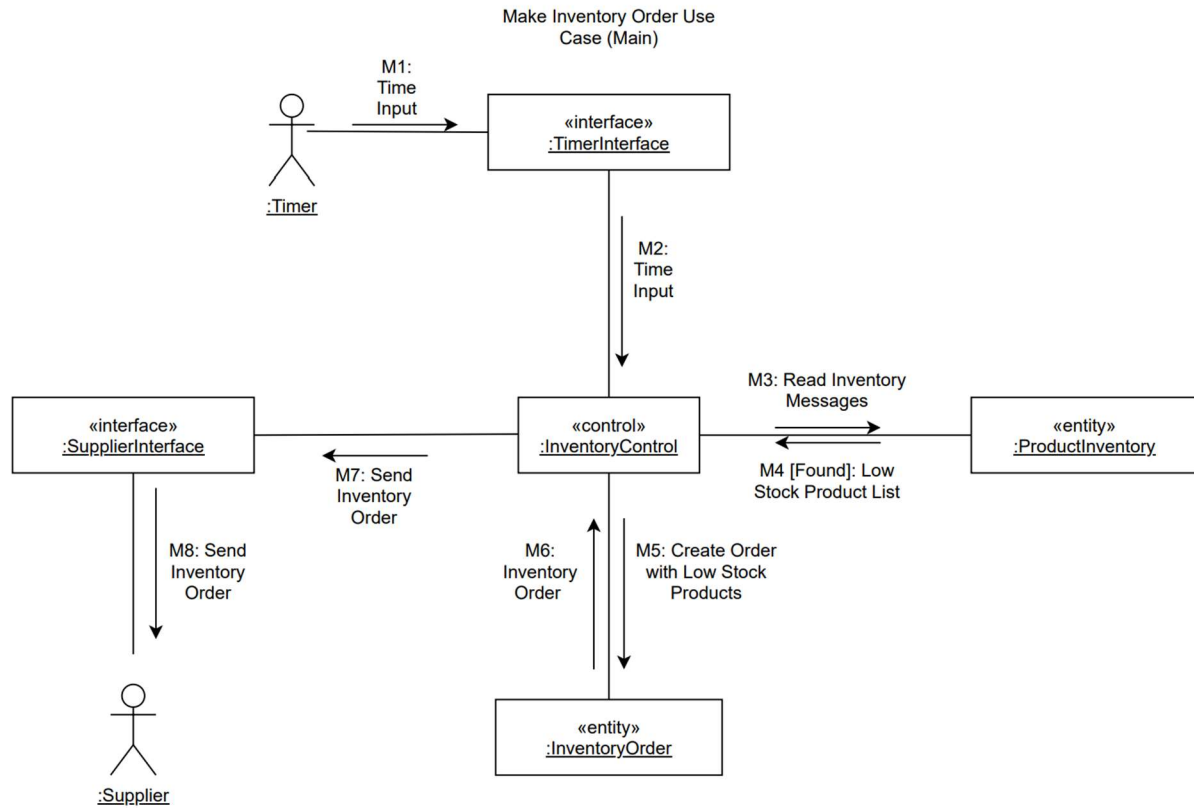 Make Inventory Order Use
Case (Main)
M1:
Time
Input
«interface»
:TimerInterface
:Timer
M2:
Time
Input
M3: Read Inventory
Messages
«interface»
:SupplierInterface
«control»
:InventoryControl
«entity»
:ProductInventory
M4 [Found]: Low
Stock Product List
M7: Send
Inventory
Order
M8: Send
Inventory
Order
M6:
Inventory
Order
M5: Create Order
with Low Stock
Products
«entity»
:InventoryOrder
:Supplier